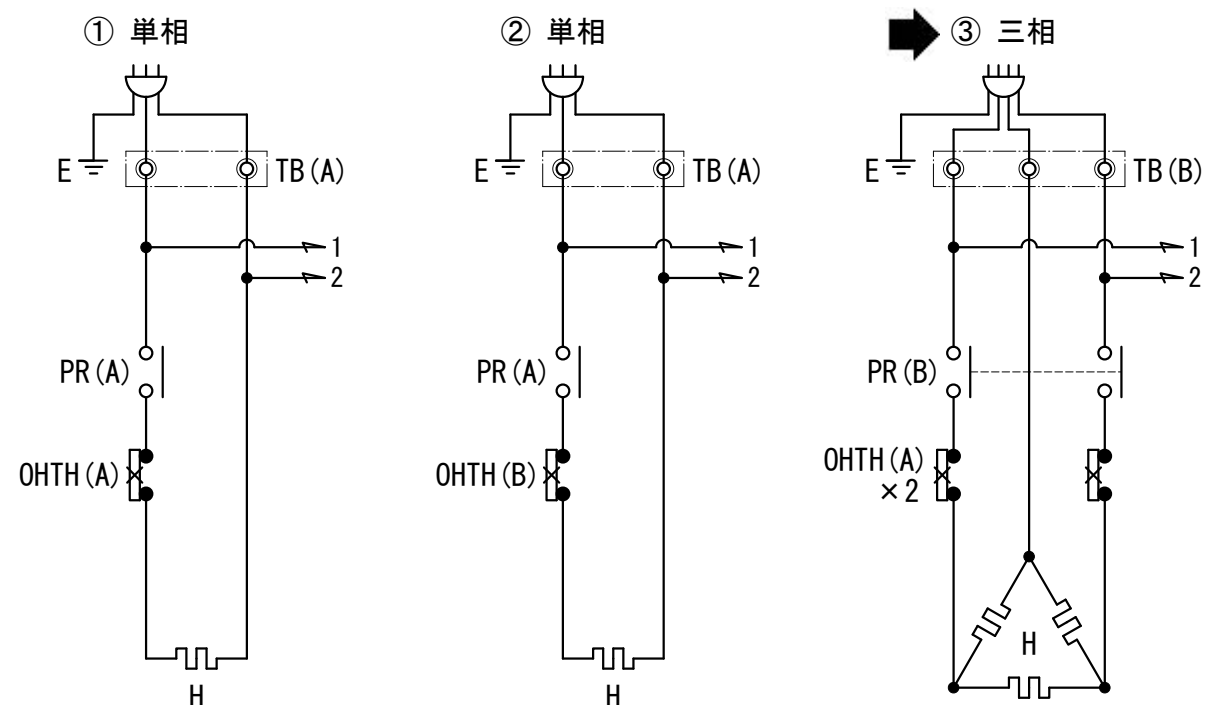 ① 単相
E
TB(A)
1
2
PR(A)
OHTH(A)
H
② 単相
E
TB(A)
1
2
PR(A)
OHTH(B)
H
③ 三相
E
TB(B)
1
2
PR(B)
OHTH(A)
×2
H